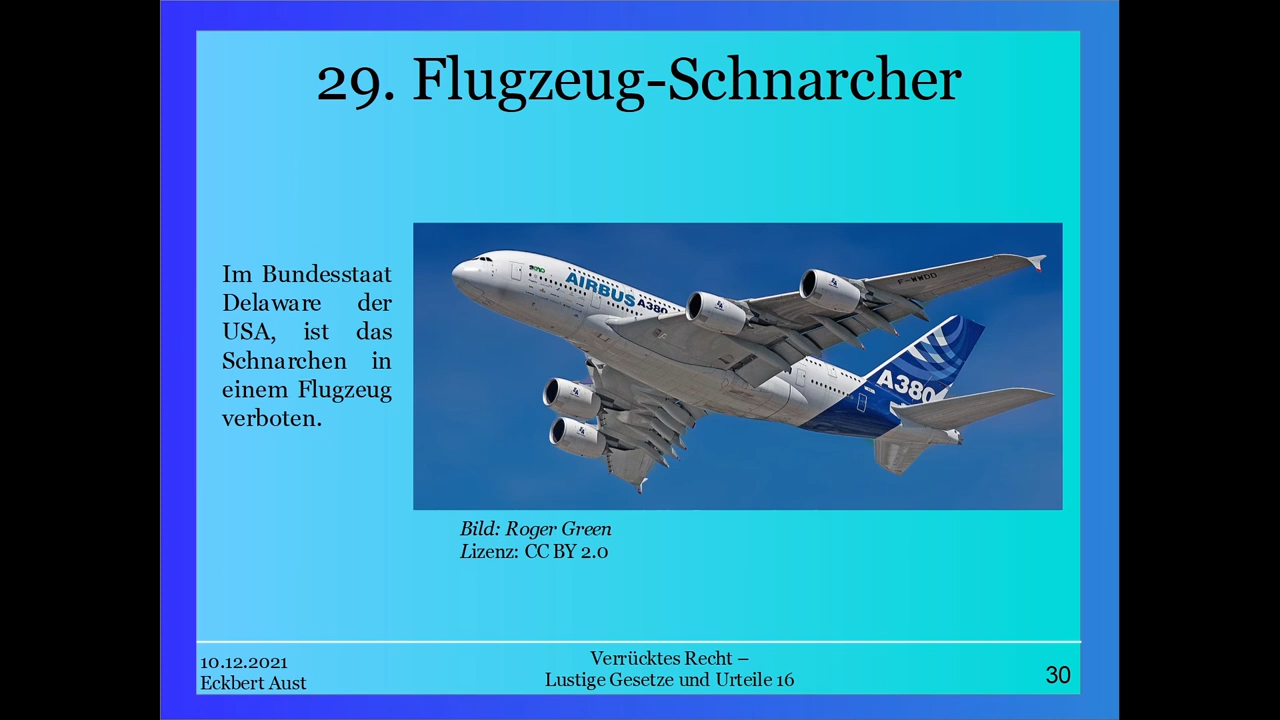 29. Flugzeug-Schnarcher
Im Bundesstaat
Delaware der
USA, ist das
Schnarchen in
einem Flugzeug
verboten.
AIRBUS A380
F-WWDD
A380
Bild: Roger Green
Lizenz: CC BY 2.0
10.12.2021
Eckbert Aust
Verrücktes Recht –
Lustige Gesetze und Urteile 16
30